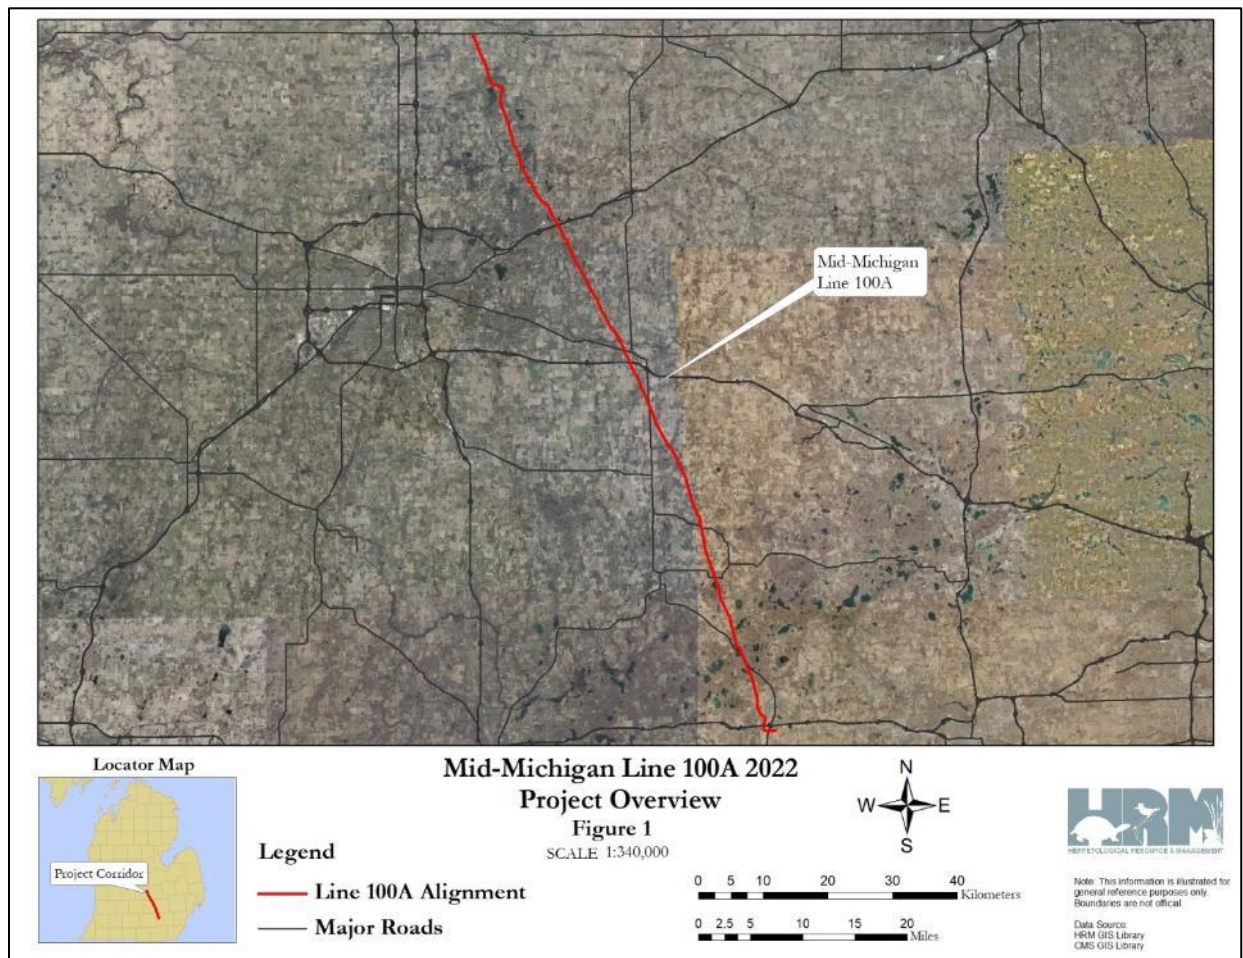 Mid-Michigan
Line 100A
Locator Map
Project Corridor
Mid-Michigan Line 100A 2022
Project Overview
Figure 1
SCALE 1:340,000
Legend
Line 100A Alignment
Major Roads
N
W E
S
0 5 10 20 30 40
Kilometers
0 2.5 5 10 15 20
Miles
HRM
HERPETOLOGICAL RESOURCE & MANAGEMENT
Note: This information is illustrated for
general reference purposes only.
Boundaries are not official.
Data Source:
HRM GIS Library
CMS GIS Library